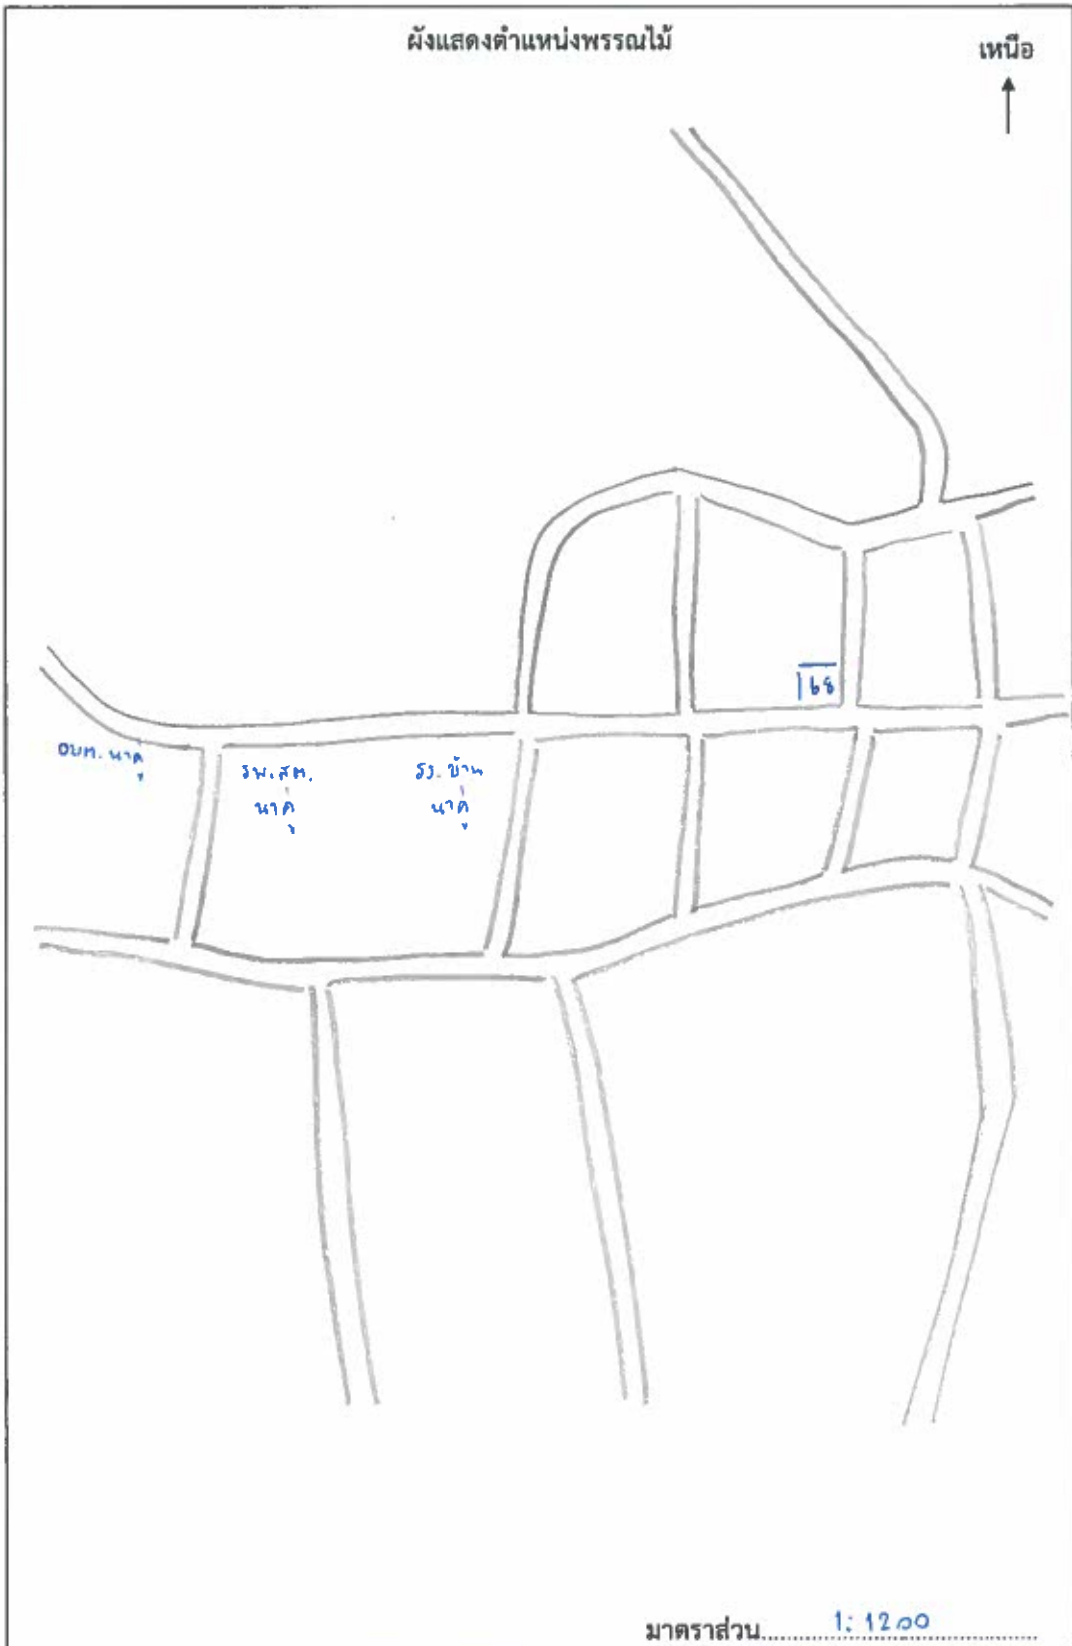 ผังแสดงตำแหน่งพรรณไม้
เหนือ
168
อบต. นาคู่
รพ.สต.
นาคู่
รร. บ้าน
นาคู่
มาตราส่วน..........1:1200..........